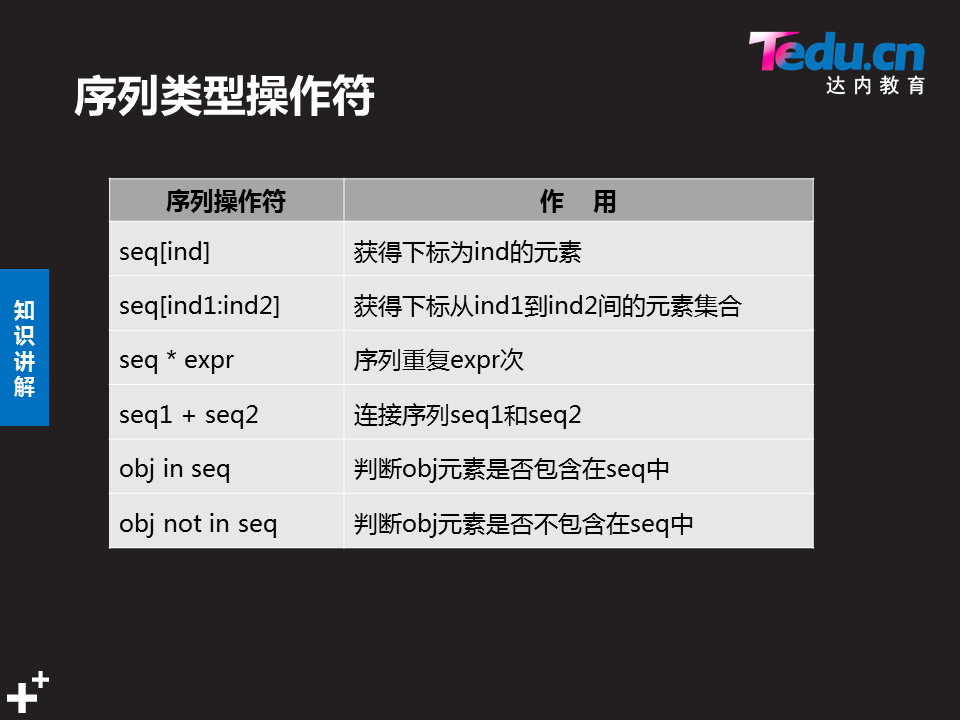 Tedu.cn
达内教育
序列类型操作符
序列操作符 作 用
seq[ind] 获得下标为ind的元素
seq[ind1:ind2] 获得下标从ind1到ind2间的元素集合
seq * expr 序列重复expr次
seq1 + seq2 连接序列seq1和seq2
obj in seq 判断obj元素是否包含在seq中
obj not in seq 判断obj元素是否不包含在seq中
知
识
讲
解